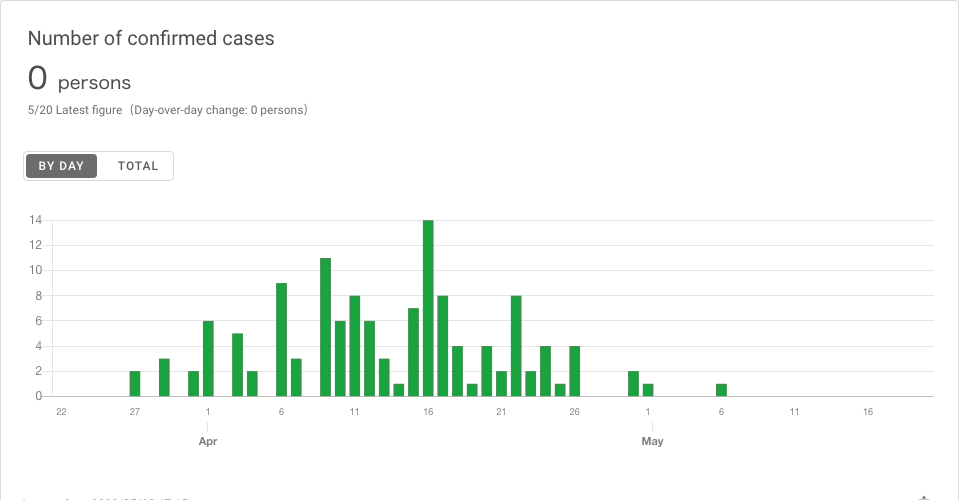 Number of confirmed cases
0 persons
5/20 Latest figure (Day-over-day change: 0 persons)
BY DAY TOTAL
14
12
10
8
6
4
2
0
22 27 1 6 11 16 21 26 1 6 11 16
Apr May